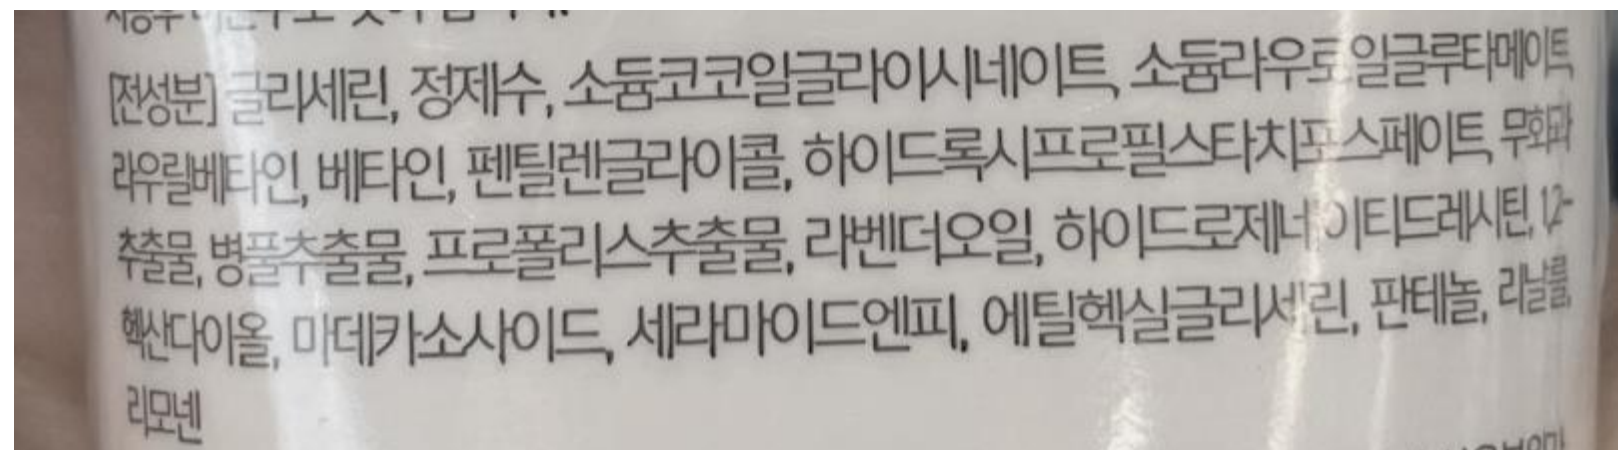 [전성분] 글리세린, 정제수, 소듐코코일글라이시네이트, 소듐라우로일글루타메이트
라우릴베타인, 베타인, 펜틸렌글라이콜, 하이드록시프로필스타치포스페이트, 무화과
추출물, 병풀추출물, 프로폴리스추출물, 라벤더오일, 하이드로제네이티드레시틴, 1,2-
헥산다이올, 마데카소사이드, 세라마이드엔피, 에틸헥실글리세린, 판테놀, 리날룰,
리모넨